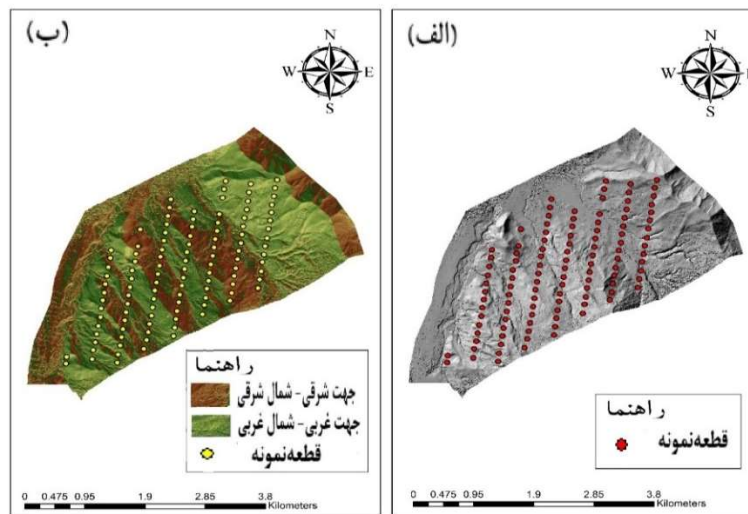 (الف)
N
W E
S
راهنما
قطعه‌نمونه
0 0.475 0.95 1.9 2.85 3.8
Kilometers
(ب)
N
W E
S
راهنما
جهت شرقی- شمال شرقی
جهت غربی- شمال غربی
قطعه‌نمونه
0 0.475 0.95 1.9 2.85 3.8
Kilometers